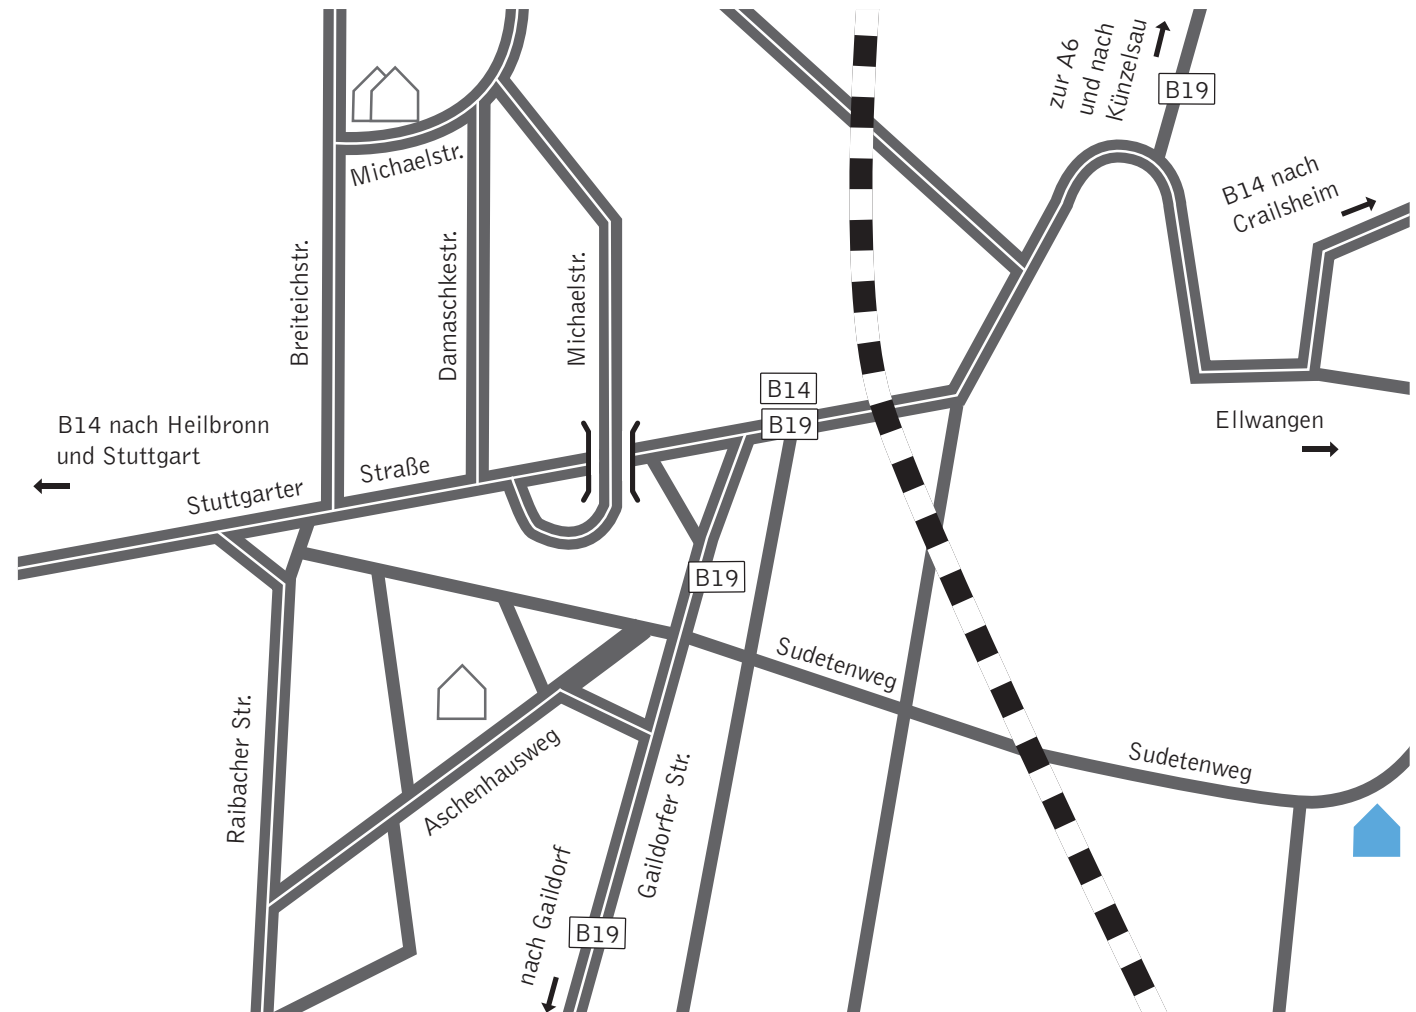 zur A6
und nach
Künzelsau
B19
B14 nach
Crailsheim
Michaelstr.
Breiteichstr.
Damaschkestr.
Michaelstr.
B14
B19
B14 nach Heilbronn
und Stuttgart
Ellwangen
Stuttgarter
Straße
B19
Sudetenweg
Raibacher Str.
Aschenhausweg
Gaildorfer Str.
Sudetenweg
nach Gaildorf
B19